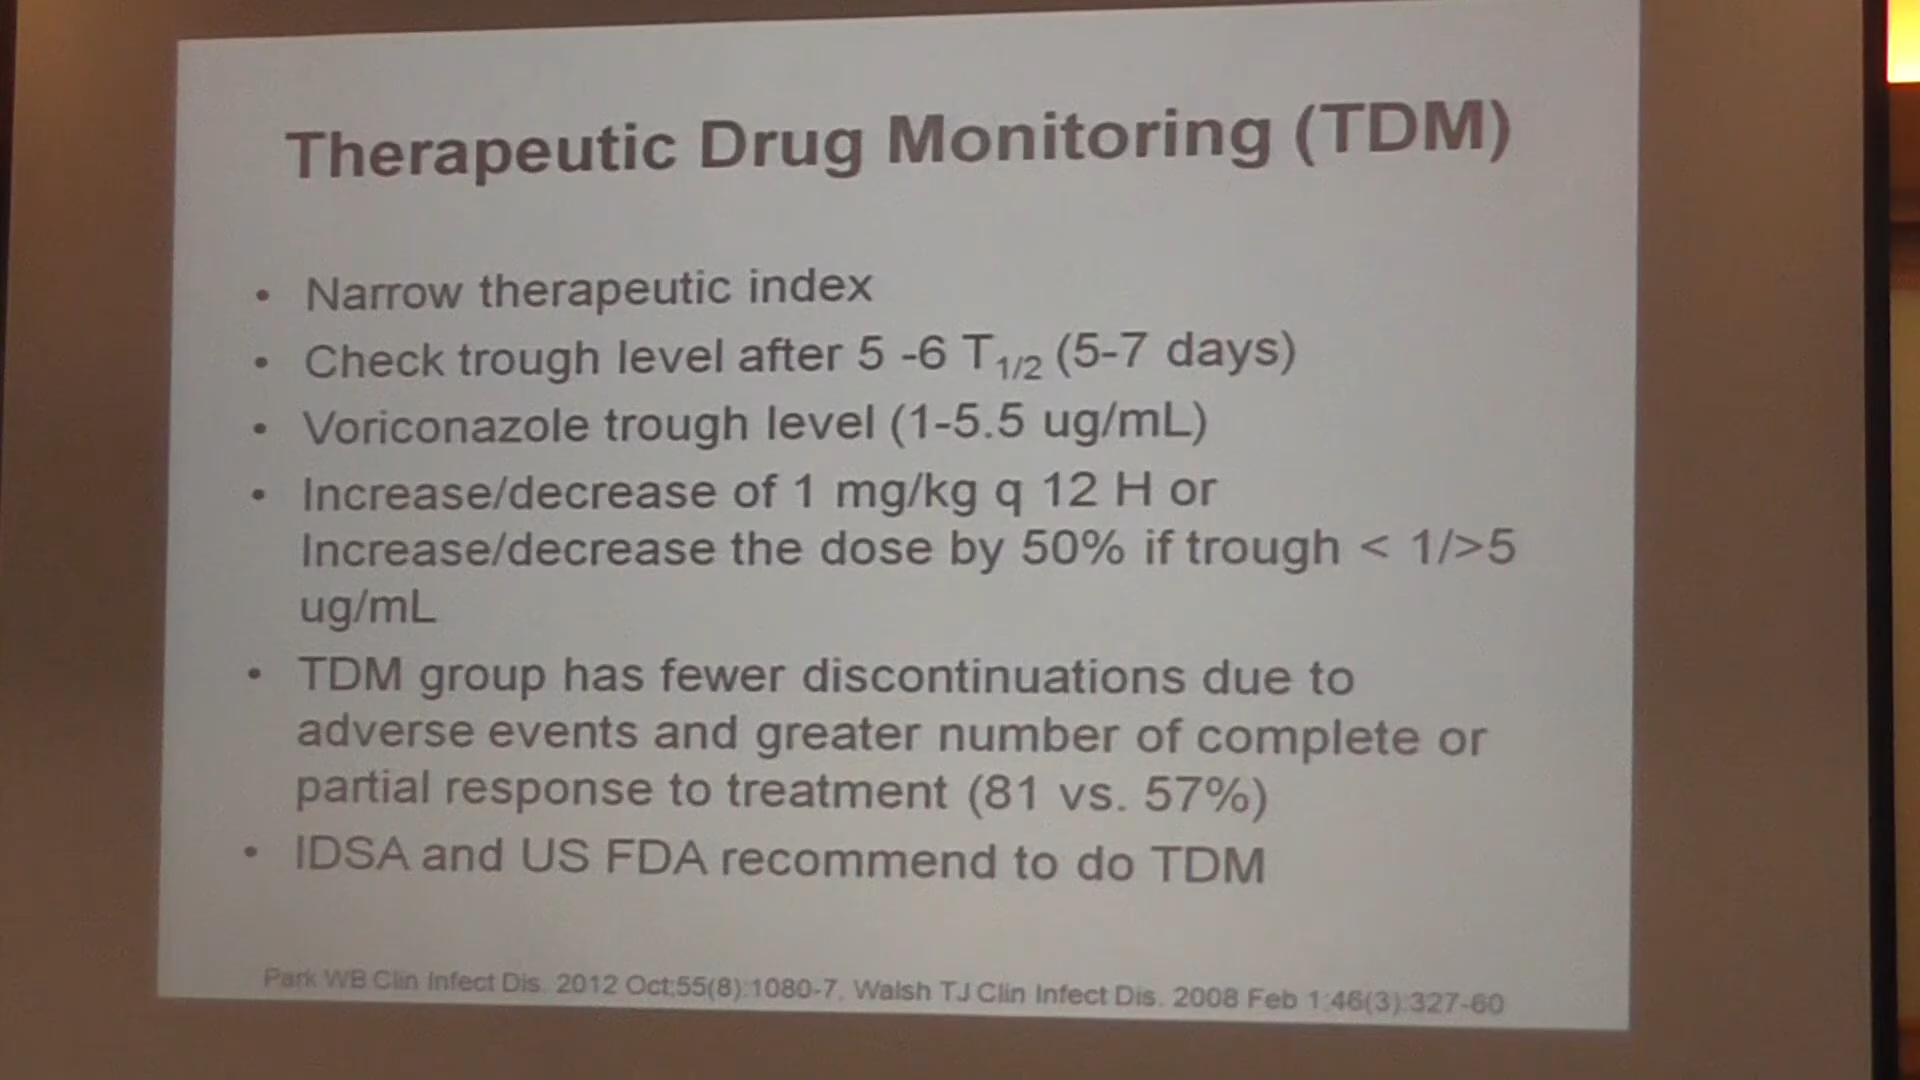 Therapeutic Drug Monitoring (TDM)
• Narrow therapeutic index
• Check trough level after 5 -6 T1/2 (5-7 days)
• Voriconazole trough level (1-5.5 ug/mL)
• Increase/decrease of 1 mg/kg q 12 H or
Increase/decrease the dose by 50% if trough < 1/>5
ug/mL
• TDM group has fewer discontinuations due to
adverse events and greater number of complete or
partial response to treatment (81 vs. 57%)
• IDSA and US FDA recommend to do TDM
Park WB Clin Infect Dis. 2012 Oct;55(8):1080-7, Walsh TJ Clin Infect Dis. 2008 Feb 1;46(3):327-60